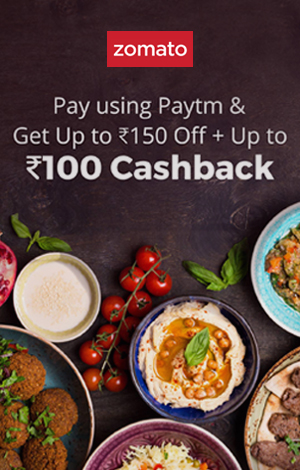 zomato
Pay using Paytm &
Get Up to ₹150 Off + Up to
₹100 Cashback